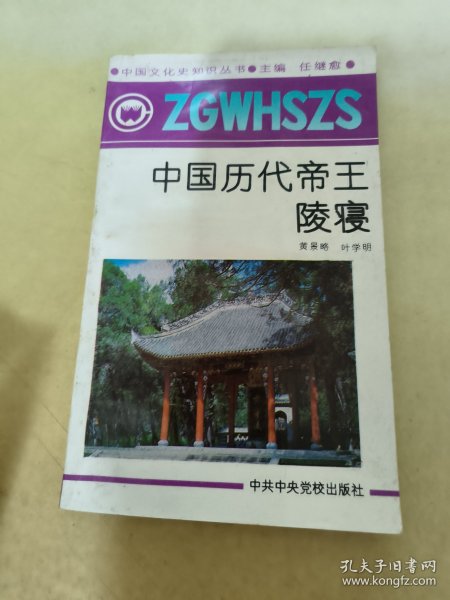 ●中国文化史知识丛书●主编 任继愈●
ZGWHSZS
中国历代帝王
陵寝
黄景略 叶学明
中共中央党校出版社
孔夫子旧书网
www.kongfz.com